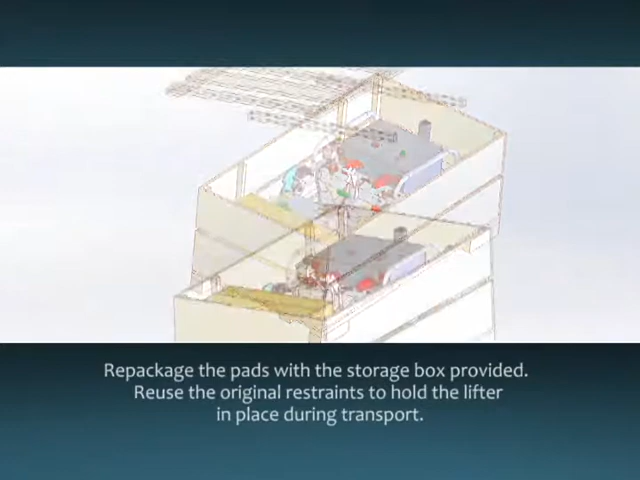 Repackage the pads with the storage box provided.
Reuse the original restraints to hold the lifter
in place during transport.